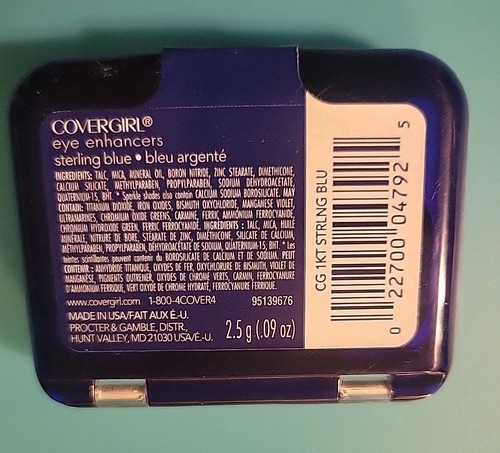 COVERGIRL®
eye enhancers
sterling blue • bleu argenté
INGREDIENTS: TALC, MICA, MINERAL OIL, BORON NITRIDE, ZINC STEARATE, DIMETHICONE,
CALCIUM SILICATE, METHYLPARABEN, PROPYLPARABEN, SODIUM DEHYDROACETATE,
QUATERNIUM-15, BHT. * Sparkle shades also contain CALCIUM SODIUM BOROSILICATE. MAY
CONTAIN: TITANIUM DIOXIDE, IRON OXIDES, BISMUTH OXYCHLORIDE, MANGANESE VIOLET,
ULTRAMARINES, CHROMIUM OXIDE GREENS, CARMINE, FERRIC AMMONIUM FERROCYANIDE,
CHROMIUM HYDROXIDE GREEN, FERRIC FERROCYANIDE. INGRÉDIENTS : TALC, MICA, HUILE
MINÉRALE, NITRURE DE BORE, STÉARATE DE ZINC, DIMÉTHICONE, SILICATE DE CALCIUM,
MÉTHYLPARABEN, PROPYLPARABEN, DÉHYDROACÉTATE DE SODIUM, QUATERNIUM-15, BHT. * Les
teintes scintillantes peuvent contenir du BOROSILICATE DE CALCIUM ET DE SODIUM. PEUT
CONTENIR : ANHYDRIDE TITANIQUE, OXYDES DE FER, OXYCHLORURE DE BISMUTH, VIOLET DE
MANGANÈSE, PIGMENTS OUTREMER, OXYDES DE CHROME VERTS, CARMIN, FERROCYANURE
D'AMMONIUM FERRIQUE, VERT OXYDE DE CHROME HYDRATÉ, FERROCYANURE FERRIQUE.
www.covergirl.com 1-800-4COVER4 95139676
MADE IN USA/FAIT AUX É.-U.
PROCTER & GAMBLE, DISTR.,
HUNT VALLEY, MD 21030 USA/É.-U.
2.5 g (.09 oz)
CG 1KT STRLNG BLU
0 22700 04792 5